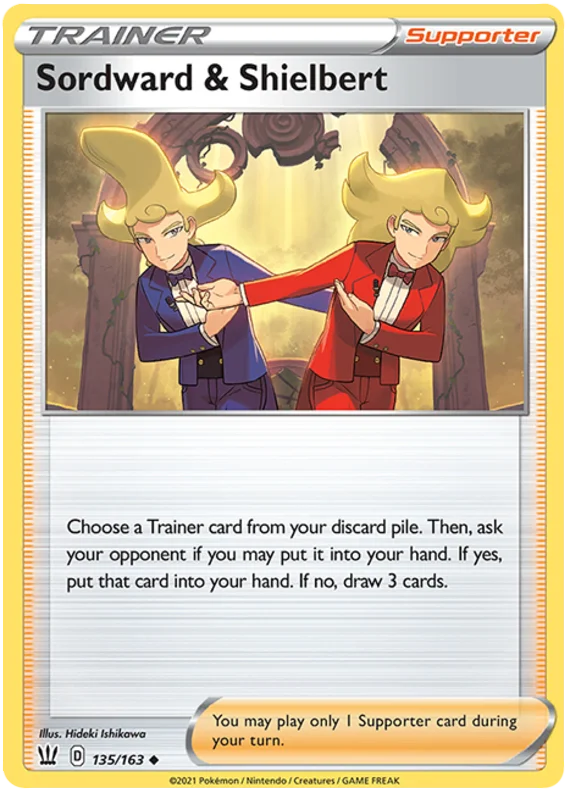 TRAINER Supporter
Sordward & Shielbert
Choose a Trainer card from your discard pile. Then, ask
your opponent if you may put it into your hand. If yes,
put that card into your hand. If no, draw 3 cards.
Illus. Hideki Ishikawa
You may play only 1 Supporter card during
your turn.
D 135/163 ◆
©2021 Pokémon / Nintendo / Creatures / GAME FREAK